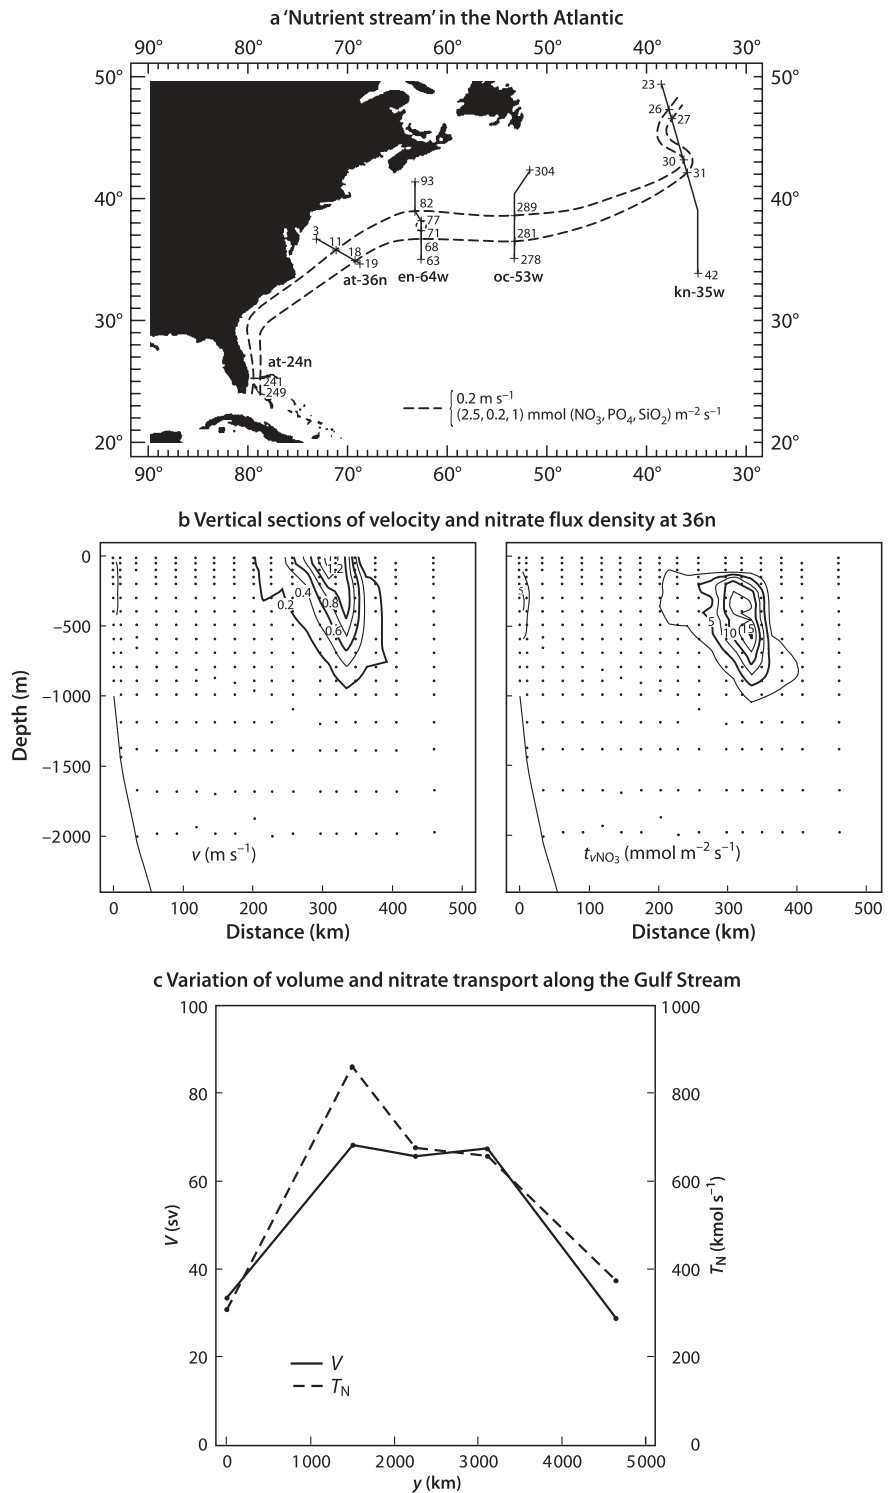 a ‘Nutrient stream’ in the North Atlantic
90° 80° 70° 60° 50° 40° 30°
50° 50°
23
26
27
30
31
304
93
40° 40°
82
289
77
3
11
71
281
18
68
19
63
278
at-36n
en-64w
oc-53w
42
kn-35w
30° 30°
at-24n
241
249
0.2 m s⁻¹
(2.5, 0.2, 1) mmol (NO₃, PO₄, SiO₂) m⁻² s⁻¹
20° 20°
90° 80° 70° 60° 50° 40° 30°
b Vertical sections of velocity and nitrate flux density at 36n
Depth (m)
0
–500
–1000
–1500
–2000
1.2
0.4
0.2
0.8
0.6
v (m s⁻¹)
0 100 200 300 400 500
Distance (km)
5
5
10
15
tᵥNO₃ (mmol m⁻² s⁻¹)
0 100 200 300 400 500
Distance (km)
c Variation of volume and nitrate transport along the Gulf Stream
100 1000
80 800
60 600
40 400
20 200
0 0
V (sv)
T_N (kmol s⁻¹)
V
T_N
0 1000 2000 3000 4000 5000
y (km)